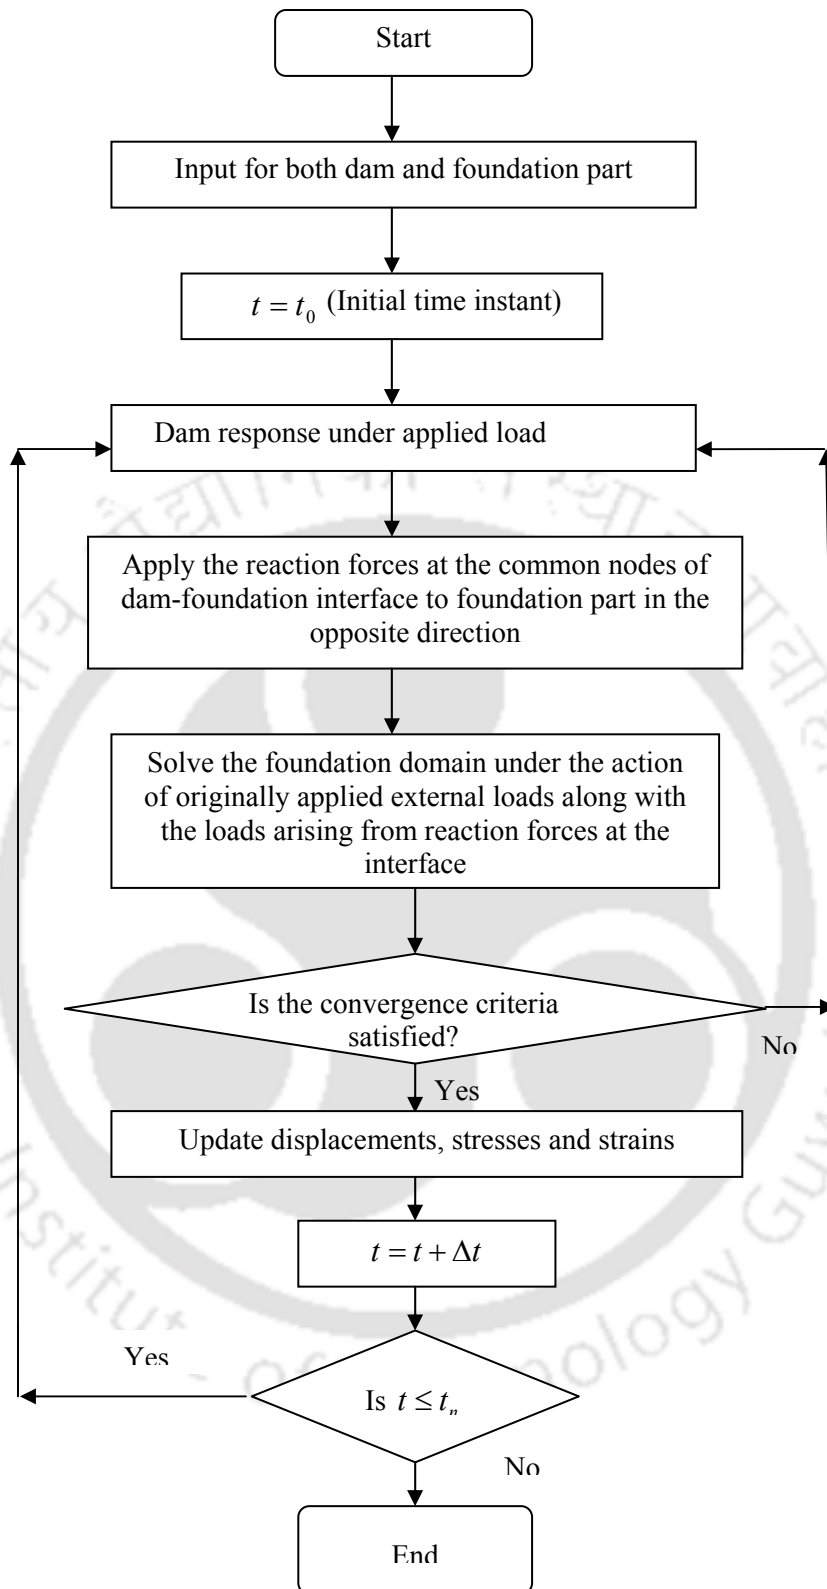 Start
Input for both dam and foundation part
t = t₀ (Initial time instant)
Dam response under applied load
Apply the reaction forces at the common nodes of
dam-foundation interface to foundation part in the
opposite direction
Solve the foundation domain under the action
of originally applied external loads along with
the loads arising from reaction forces at the
interface
Is the convergence criteria
satisfied?
No
Yes
Update displacements, stresses and strains
t = t + Δt
Yes
Is t ≤ tₙ
No
End